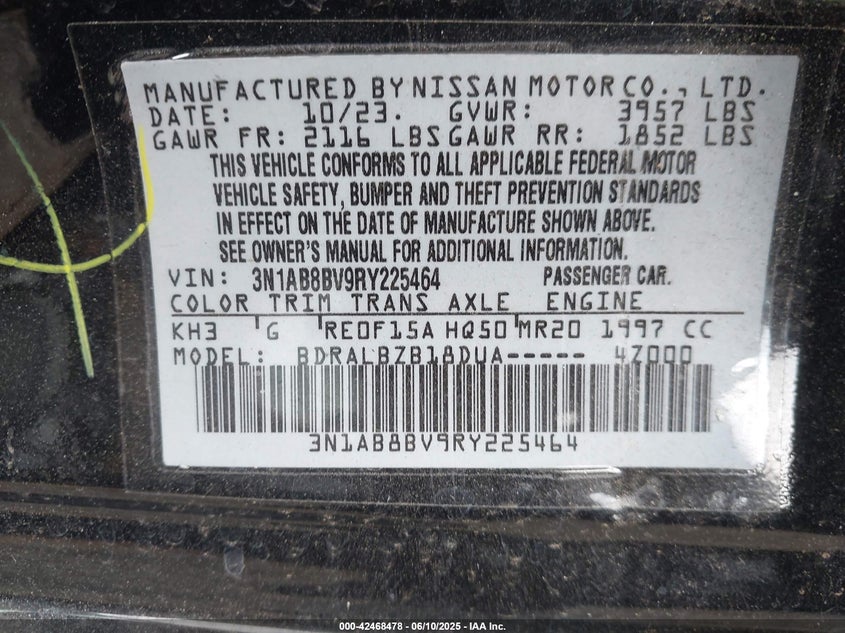 MANUFACTURED BY NISSAN MOTOR CO., LTD.
DATE: 10/23. GVWR: 3957 LBS
GAWR FR: 2116 LBS GAWR RR: 1852 LBS
THIS VEHICLE CONFORMS TO ALL APPLICABLE FEDERAL MOTOR
VEHICLE SAFETY, BUMPER AND THEFT PREVENTION STANDARDS
IN EFFECT ON THE DATE OF MANUFACTURE SHOWN ABOVE.
SEE OWNER'S MANUAL FOR ADDITIONAL INFORMATION.
VIN: 3N1AB8BV9RY225464 PASSENGER CAR.
COLOR TRIM TRANS AXLE ENGINE
KH3 'G 'RE0F15A HQ50'MR20 1997 CC
MODEL: BDRALBZB18DUA----- 4Z000
3N1AB8BV9RY225464
000-42468478 - 06/10/2025 - IAA Inc.